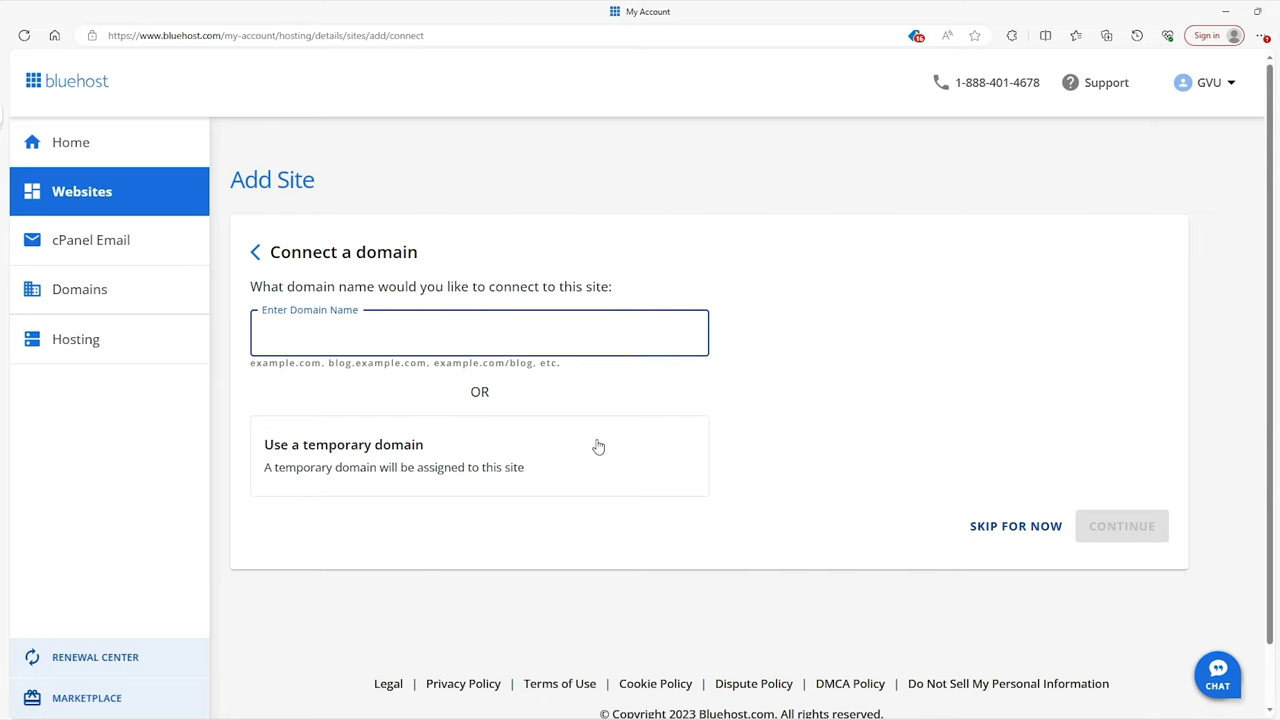 My Account
https://www.bluehost.com/my-account/hosting/details/sites/add/connect
16
A
Sign in
bluehost
1-888-401-4678
Support
GVU
Home
Websites
cPanel Email
Domains
Hosting
RENEWAL CENTER
MARKETPLACE
Add Site
Connect a domain
What domain name would you like to connect to this site:
Enter Domain Name
example.com, blog.example.com, example.com/blog, etc.
OR
Use a temporary domain
A temporary domain will be assigned to this site
SKIP FOR NOW
CONTINUE
CHAT
Legal | Privacy Policy | Terms of Use | Cookie Policy | Dispute Policy | DMCA Policy | Do Not Sell My Personal Information
© Copyright 2023 Bluehost.com. All rights reserved.